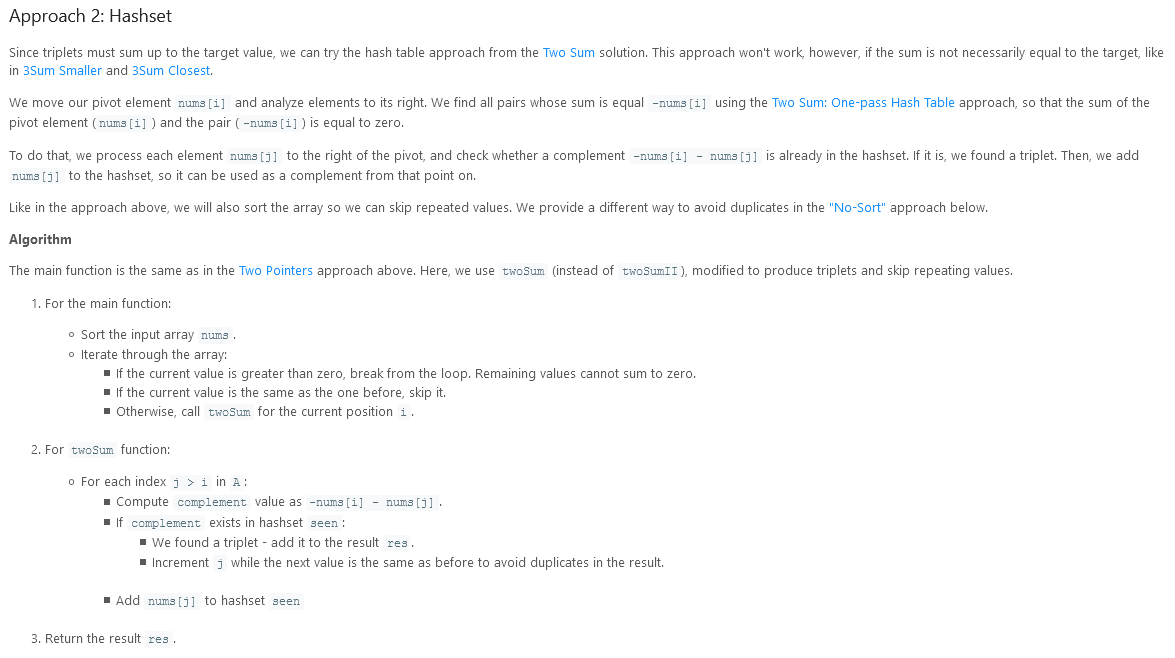 Approach 2: Hashset
Since triplets must sum up to the target value, we can try the hash table approach from the Two Sum solution. This approach won't work, however, if the sum is not necessarily equal to the target, like
in 3Sum Smaller and 3Sum Closest.
We move our pivot element nums[i] and analyze elements to its right. We find all pairs whose sum is equal -nums[i] using the Two Sum: One-pass Hash Table approach, so that the sum of the
pivot element (nums[i]) and the pair (-nums[i]) is equal to zero.
To do that, we process each element nums[j] to the right of the pivot, and check whether a complement -nums[i] - nums[j] is already in the hashset. If it is, we found a triplet. Then, we add
nums[j] to the hashset, so it can be used as a complement from that point on.
Like in the approach above, we will also sort the array so we can skip repeated values. We provide a different way to avoid duplicates in the "No-Sort" approach below.
Algorithm
The main function is the same as in the Two Pointers approach above. Here, we use twoSum (instead of twoSumII), modified to produce triplets and skip repeating values.
1. For the main function:
Sort the input array nums.
Iterate through the array:
If the current value is greater than zero, break from the loop. Remaining values cannot sum to zero.
If the current value is the same as the one before, skip it.
Otherwise, call twoSum for the current position i.
2. For twoSum function:
For each index j > i in A:
Compute complement value as -nums[i] - nums[j].
If complement exists in hashset seen:
We found a triplet - add it to the result res.
Increment j while the next value is the same as before to avoid duplicates in the result.
Add nums[j] to hashset seen
3. Return the result res.